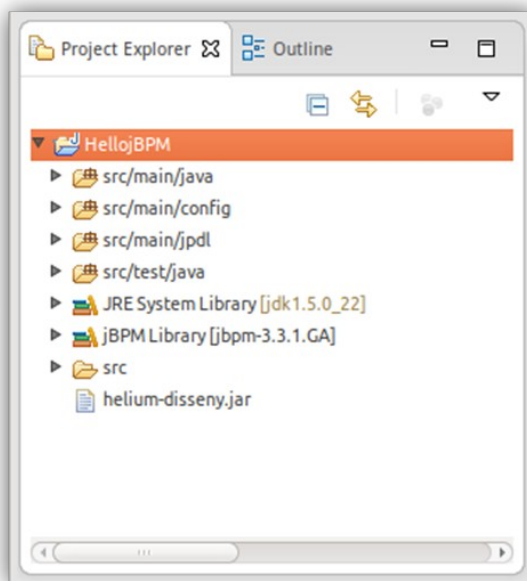 Project Explorer Outline
HellojBPM
src/main/java
src/main/config
src/main/jpdl
src/test/java
JRE System Library [jdk1.5.0_22]
jBPM Library [jbpm-3.3.1.GA]
src
helium-disseny.jar